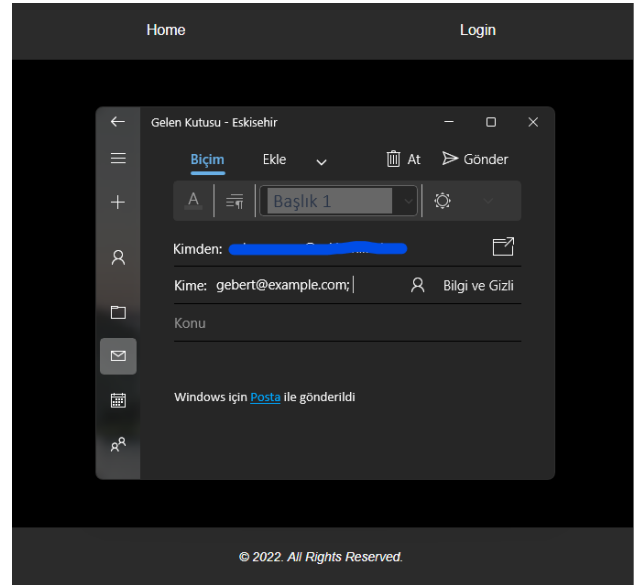 Home Login
Gelen Kutusu - Eskisehir
Biçim Ekle At Gönder
A Başlık 1
Kimden:
Kime: gebert@example.com; Bilgi ve Gizli
Konu
Windows için Posta ile gönderildi
© 2022. All Rights Reserved.